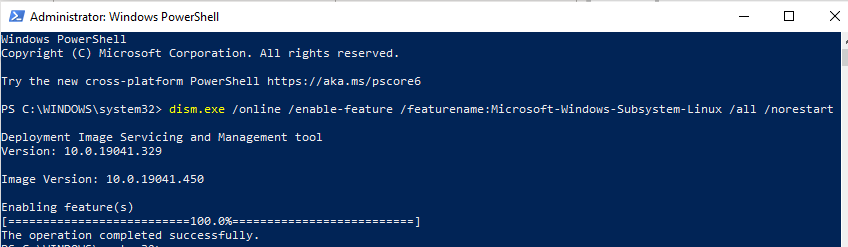 Administrator: Windows PowerShell
Windows PowerShell
Copyright (C) Microsoft Corporation. All rights reserved.
Try the new cross-platform PowerShell https://aka.ms/pscore6
PS C:\WINDOWS\system32> dism.exe /online /enable-feature /featurename:Microsoft-Windows-Subsystem-Linux /all /norestart
Deployment Image Servicing and Management tool
Version: 10.0.19041.329
Image Version: 10.0.19041.450
Enabling feature(s)
[==========================100.0%==========================]
The operation completed successfully.
PS C:\WINDOWS\system32>